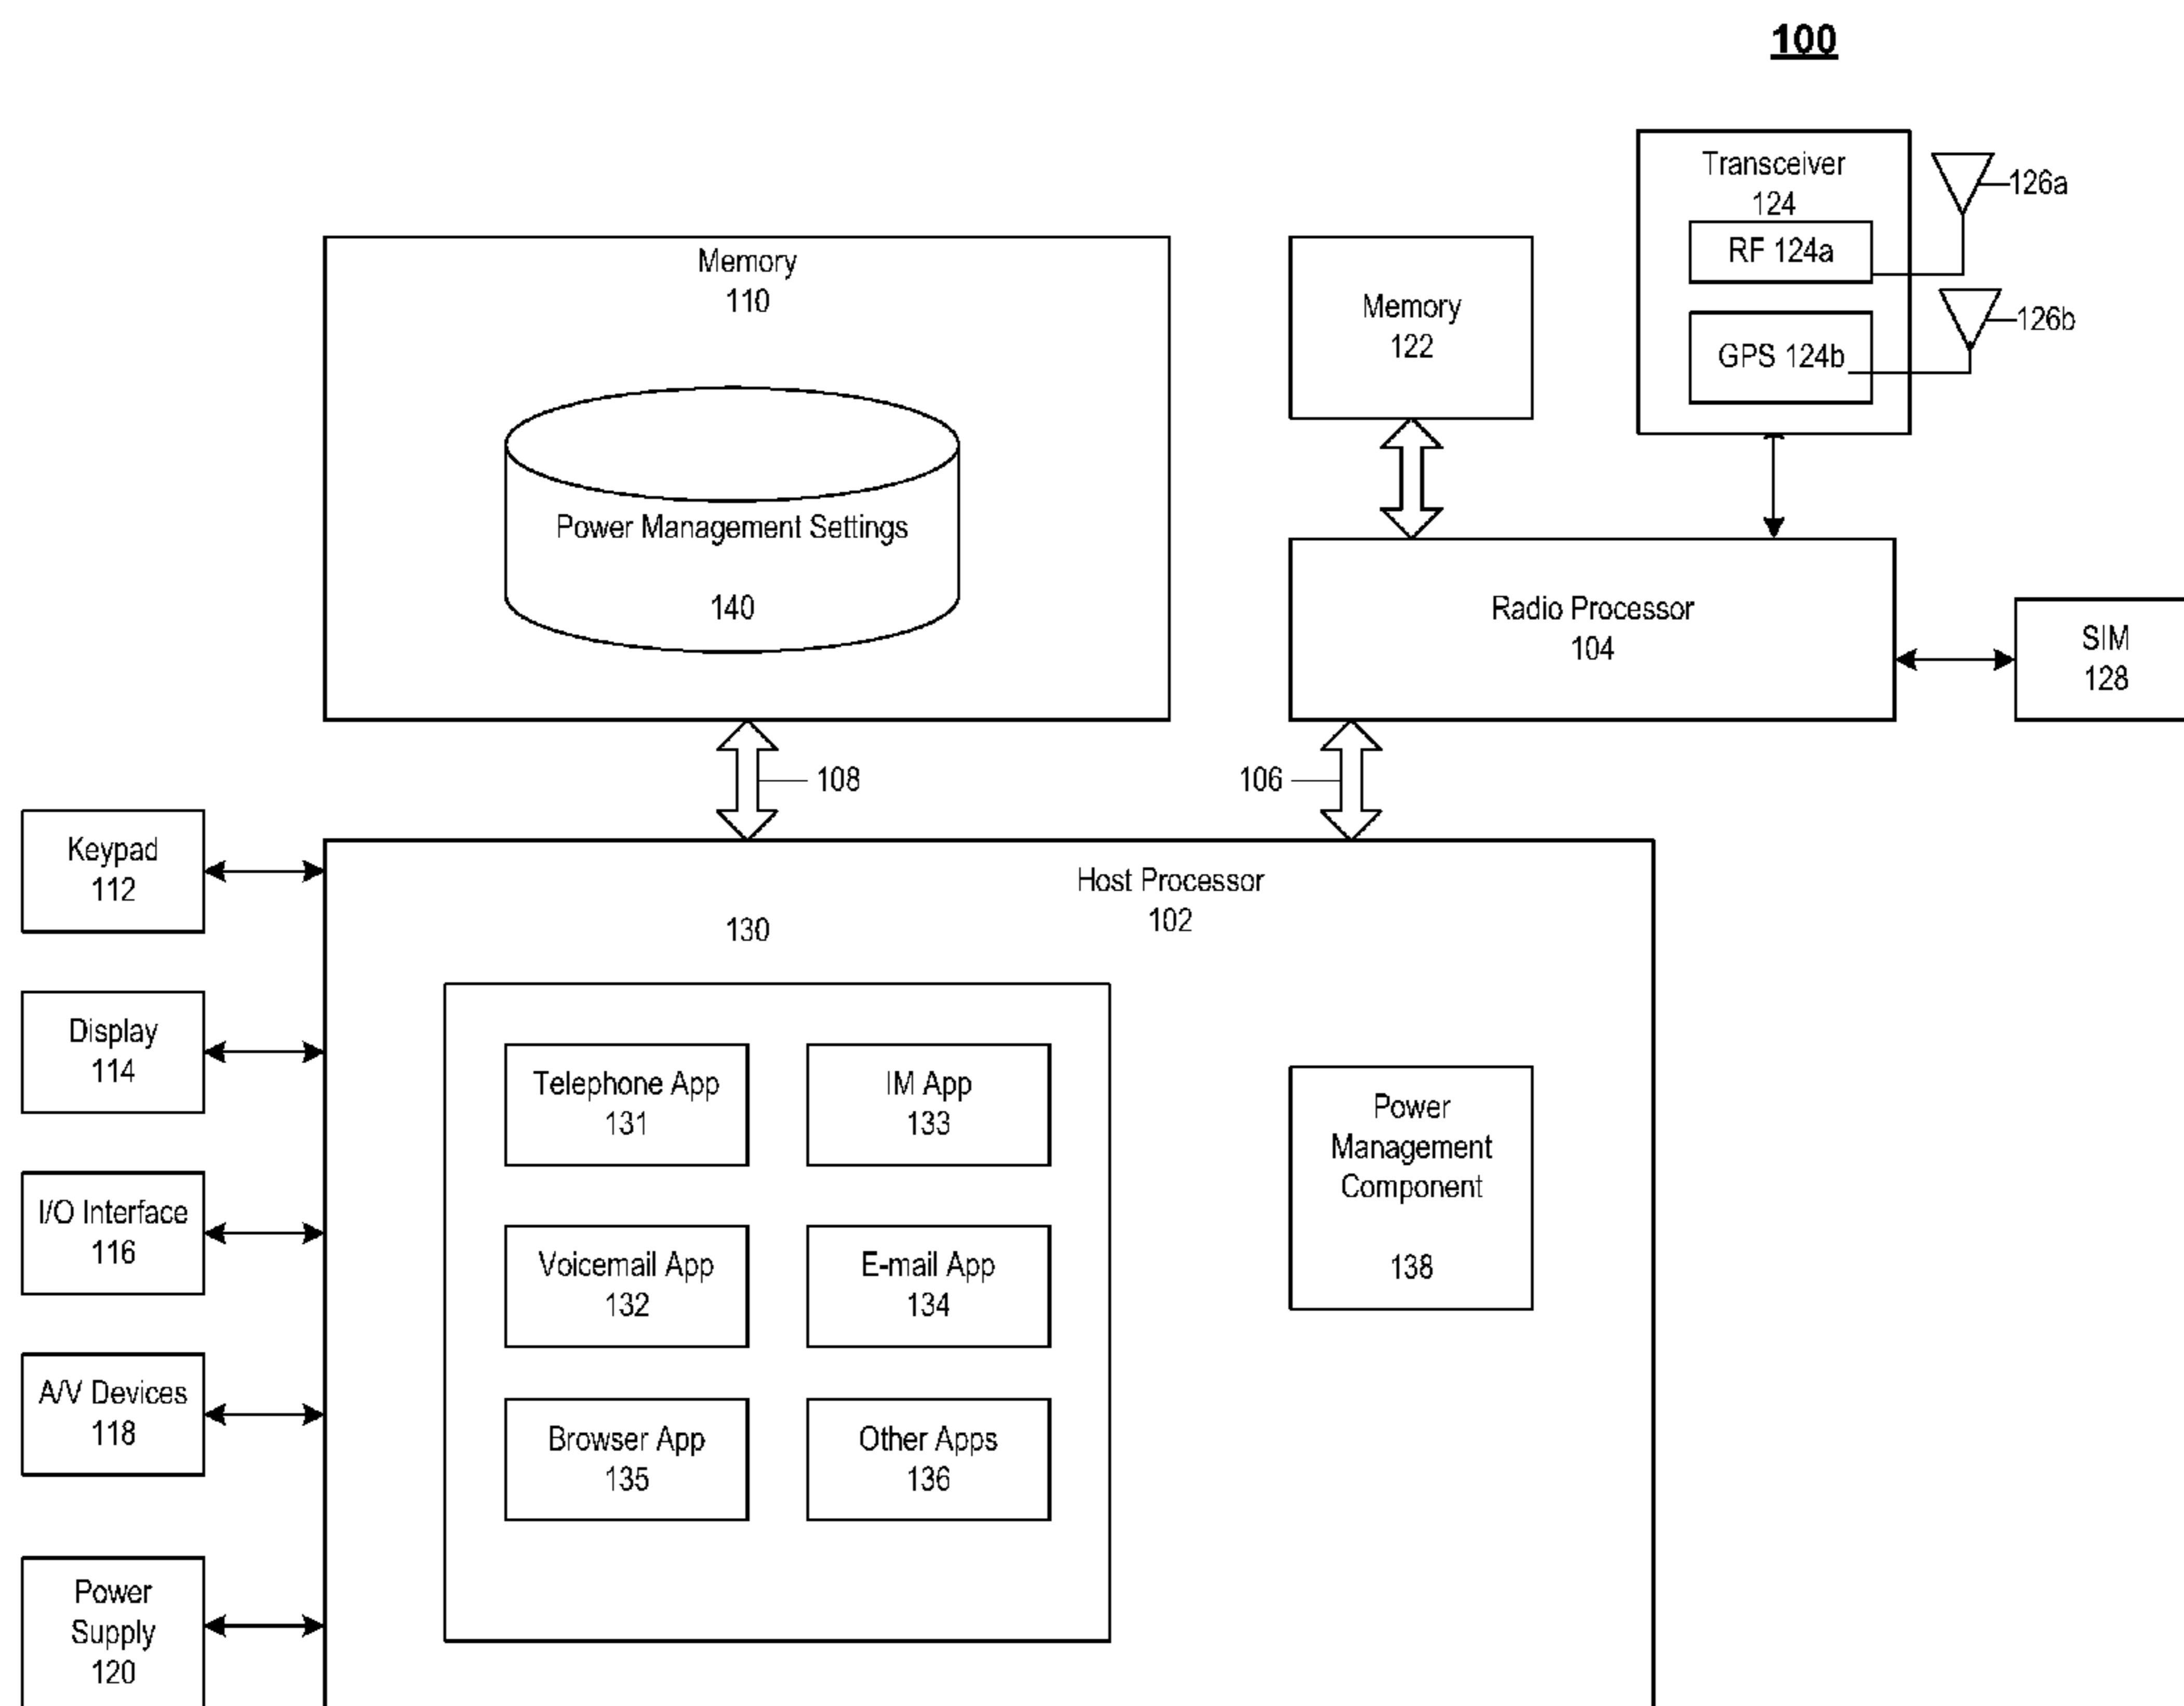 100
Transceiver
124
RF 124a
GPS 124b
126a
126b
Memory
110
Power Management Settings
140
Memory
122
Radio Processor
104
SIM
128
108
106
Keypad
112
Display
114
I/O Interface
116
A/V Devices
118
Power
Supply
120
Host Processor
102
130
Telephone App
131
IM App
133
Voicemail App
132
E-mail App
134
Browser App
135
Other Apps
136
Power
Management
Component
138